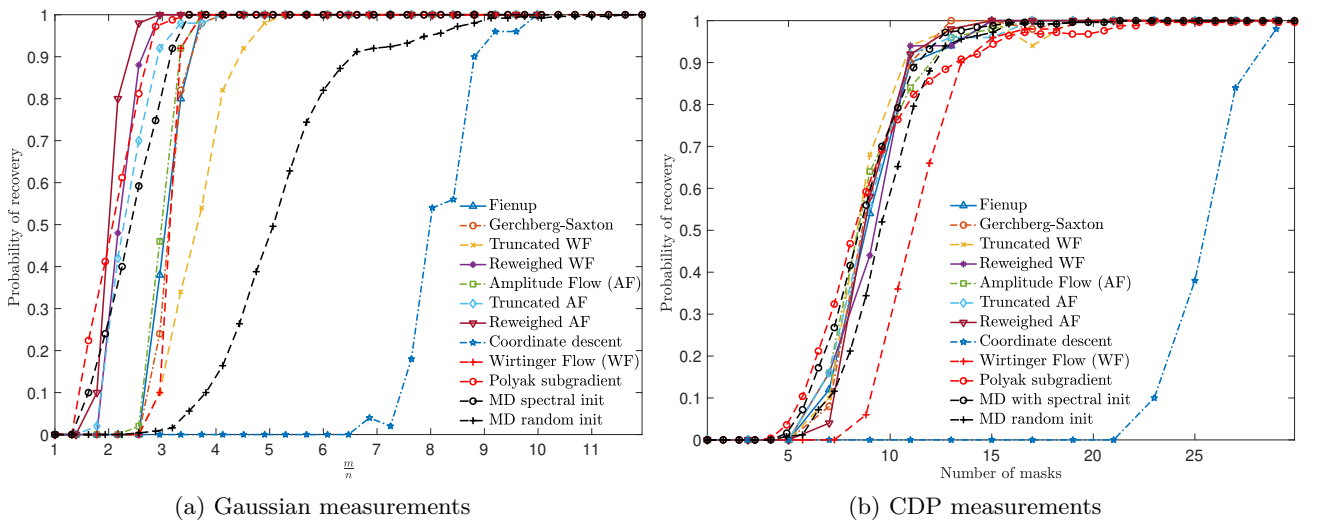 Probability of recovery
1
0.9
0.8
0.7
0.6
0.5
0.4
0.3
0.2
0.1
0
1 2 3 4 5 6 7 8 9 10 11
m/n
Fienup
Gerchberg-Saxton
Truncated WF
Reweighed WF
Amplitude Flow (AF)
Truncated AF
Reweighed AF
Coordinate descent
Wirtinger Flow (WF)
Polyak subgradient
MD spectral init
MD random init
(a) Gaussian measurements
Probability of recovery
1
0.9
0.8
0.7
0.6
0.5
0.4
0.3
0.2
0.1
0
5 10 15 20 25
Number of masks
Fienup
Gerchberg-Saxton
Truncated WF
Reweighed WF
Amplitude Flow (AF)
Truncated AF
Reweighed AF
Coordinate descent
Wirtinger Flow (WF)
Polyak subgradient
MD with spectral init
MD random init
(b) CDP measurements